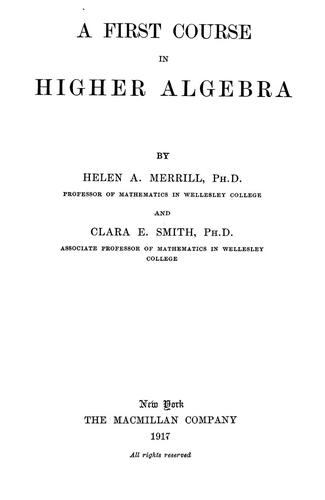 A FIRST COURSE
IN
HIGHER ALGEBRA
BY
HELEN A. MERRILL, PH.D.
PROFESSOR OF MATHEMATICS IN WELLESLEY COLLEGE
AND
CLARA E. SMITH, PH.D.
ASSOCIATE PROFESSOR OF MATHEMATICS IN WELLESLEY
COLLEGE
New York
THE MACMILLAN COMPANY
1917
All rights reserved